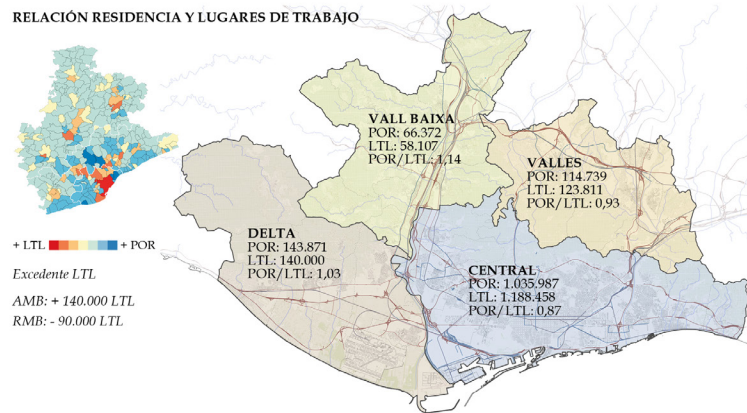 RELACIÓN RESIDENCIA Y LUGARES DE TRABAJO
VALL BAIXA
POR: 66.372
LTL: 58.107
POR/LTL: 1,14
VALLES
POR: 114.739
LTL: 123.811
POR/LTL: 0,93
DELTA
POR: 143.871
LTL: 140.000
POR/LTL: 1,03
CENTRAL
POR: 1.035.987
LTL: 1.188.458
POR/LTL: 0,87
+ LTL + POR
Excedente LTL
AMB: + 140.000 LTL
RMB: - 90.000 LTL